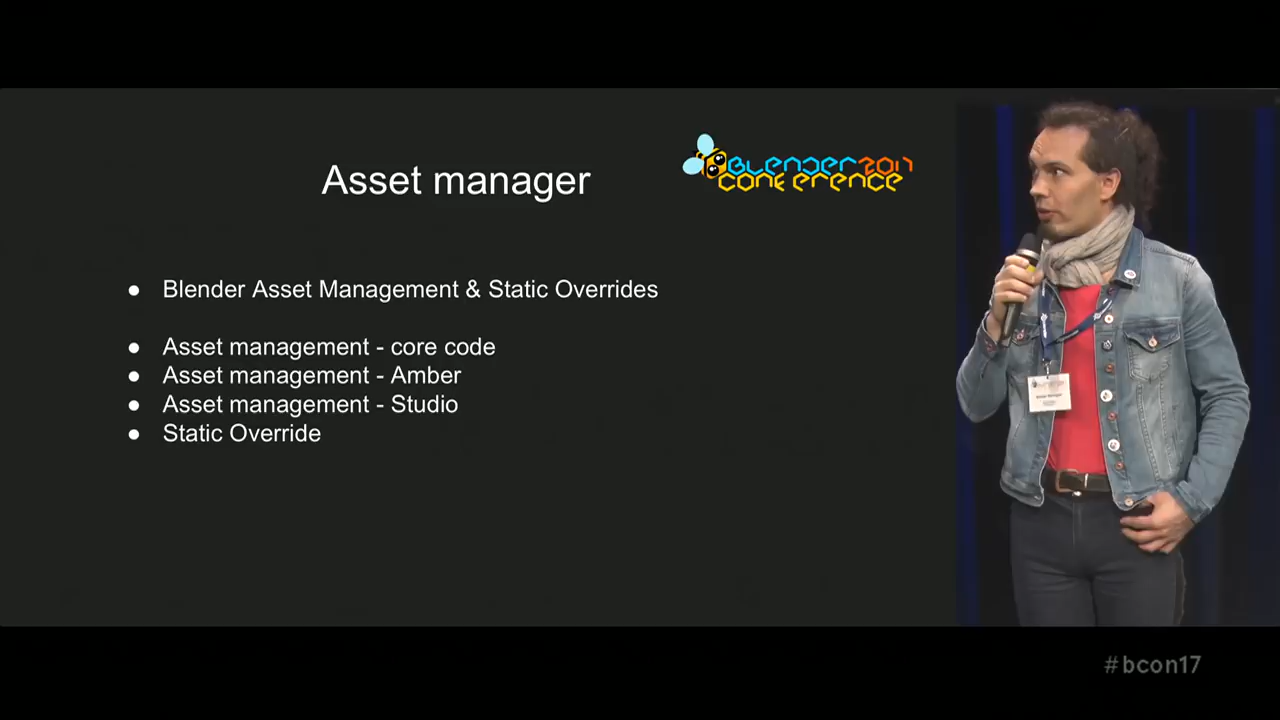 Asset manager
BLENDER 2017
CONFERENCE
● Blender Asset Management & Static Overrides
● Asset management - core code
● Asset management - Amber
● Asset management - Studio
● Static Override
#bcon17